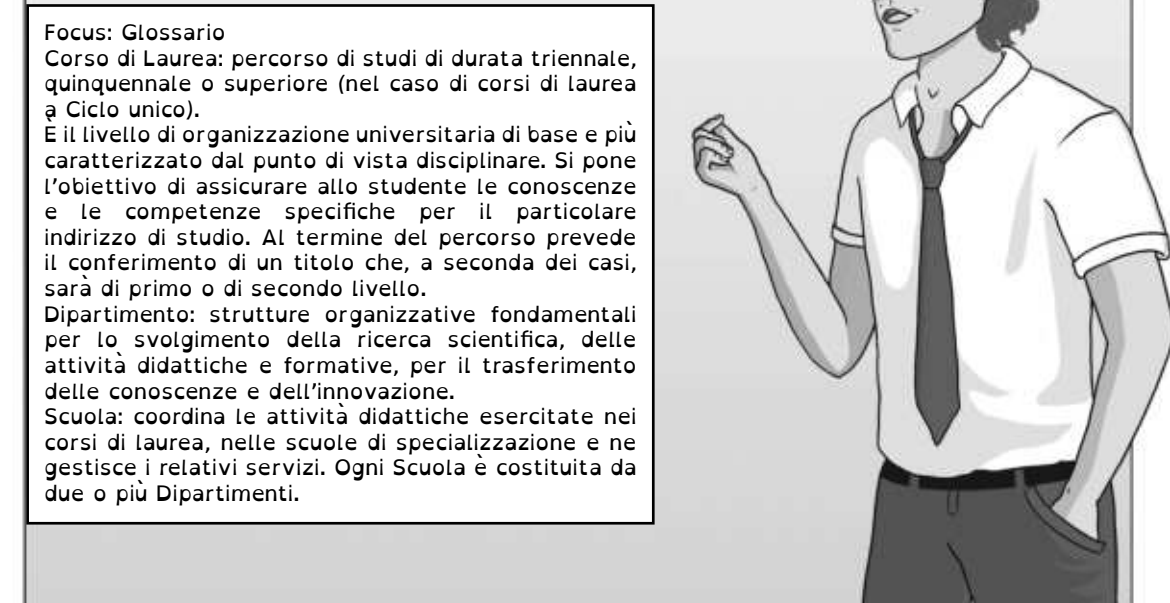 Focus: Glossario
Corso di Laurea: percorso di studi di durata triennale,
quinquennale o superiore (nel caso di corsi di laurea
a Ciclo unico).
È il livello di organizzazione universitaria di base e più
caratterizzato dal punto di vista disciplinare. Si pone
l'obiettivo di assicurare allo studente le conoscenze
e le competenze specifiche per il particolare
indirizzo di studio. Al termine del percorso prevede
il conferimento di un titolo che, a seconda dei casi,
sarà di primo o di secondo livello.
Dipartimento: strutture organizzative fondamentali
per lo svolgimento della ricerca scientifica, delle
attività didattiche e formative, per il trasferimento
delle conoscenze e dell'innovazione.
Scuola: coordina le attività didattiche esercitate nei
corsi di laurea, nelle scuole di specializzazione e ne
gestisce i relativi servizi. Ogni Scuola è costituita da
due o più Dipartimenti.